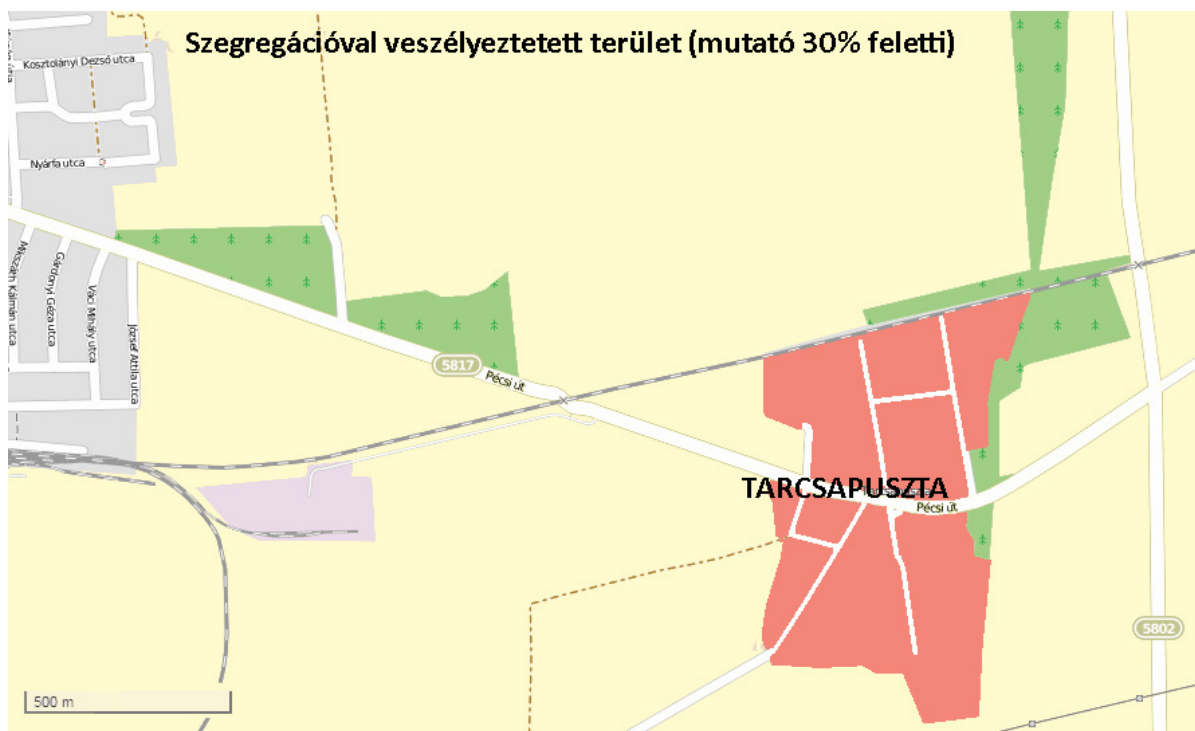 Szegregációval veszélyeztetett terület (mutató 30% feletti)
Kosztolányi Dezső utca
Nyárfa utca
Mikszáth Kálmán utca
Gárdonyi Géza utca
Váci Mihály utca
József Attila utca
5817
Pécsi út
TARCSAPUSZTA
Pécsi út
5802
500 m